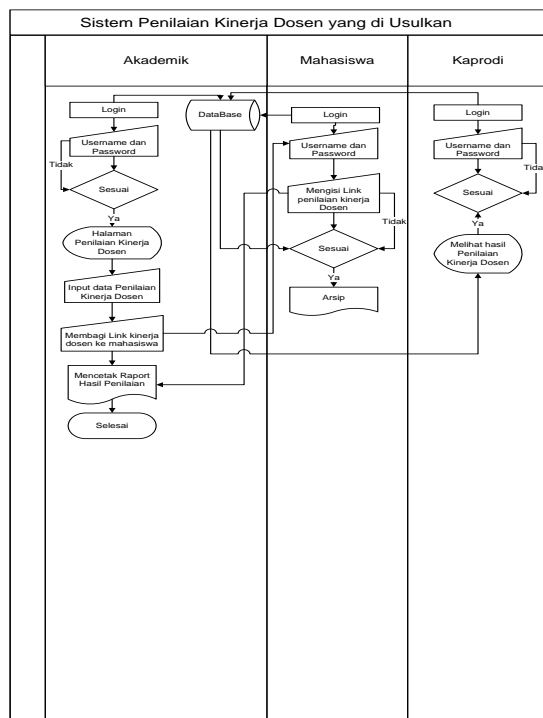 Sistem Penilaian Kinerja Dosen yang di Usulkan
Akademik
Mahasiswa
Kaprodi
Login
Username dan
Password
Tidak
Sesuai
Ya
Halaman
Penilaian Kinerja
Dosen
Input data Penilaian
Kinerja Dosen
Membagi Link kinerja
dosen ke mahasiswa
Mencetak Raport
Hasil Penilaian
Selesai
DataBase
Login
Username dan
Password
Mengisi Link
penilaian kinerja
Dosen
Tidak
Sesuai
Ya
Arsip
Login
Username dan
Password
Tida
Sesuai
Ya
Melihat hasil
Penilaian
Kinerja Dosen